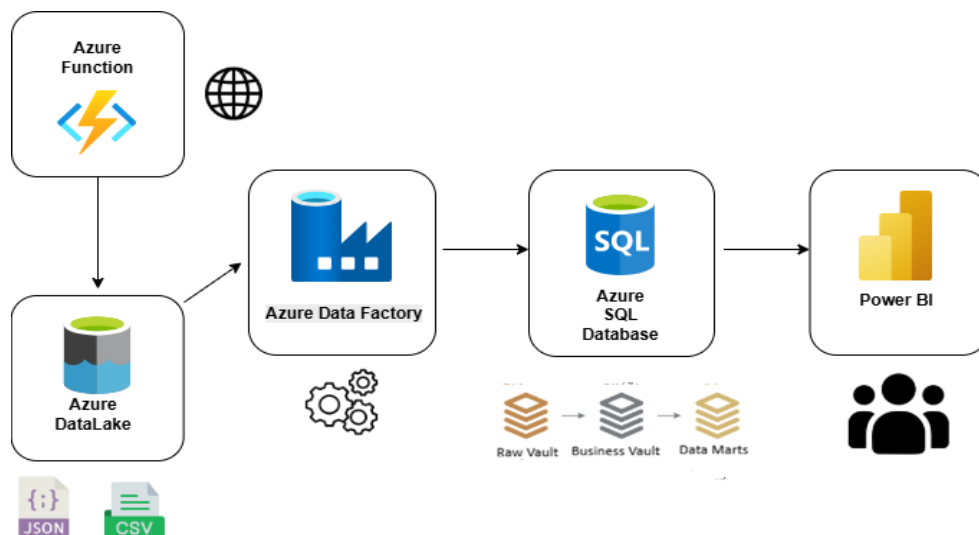 Azure
Function
Azure Data Factory
SQL
Azure
SQL
Database
Power BI
Azure
DataLake
Raw Vault
Business Vault
Data Marts
{;}
JSON
CSV